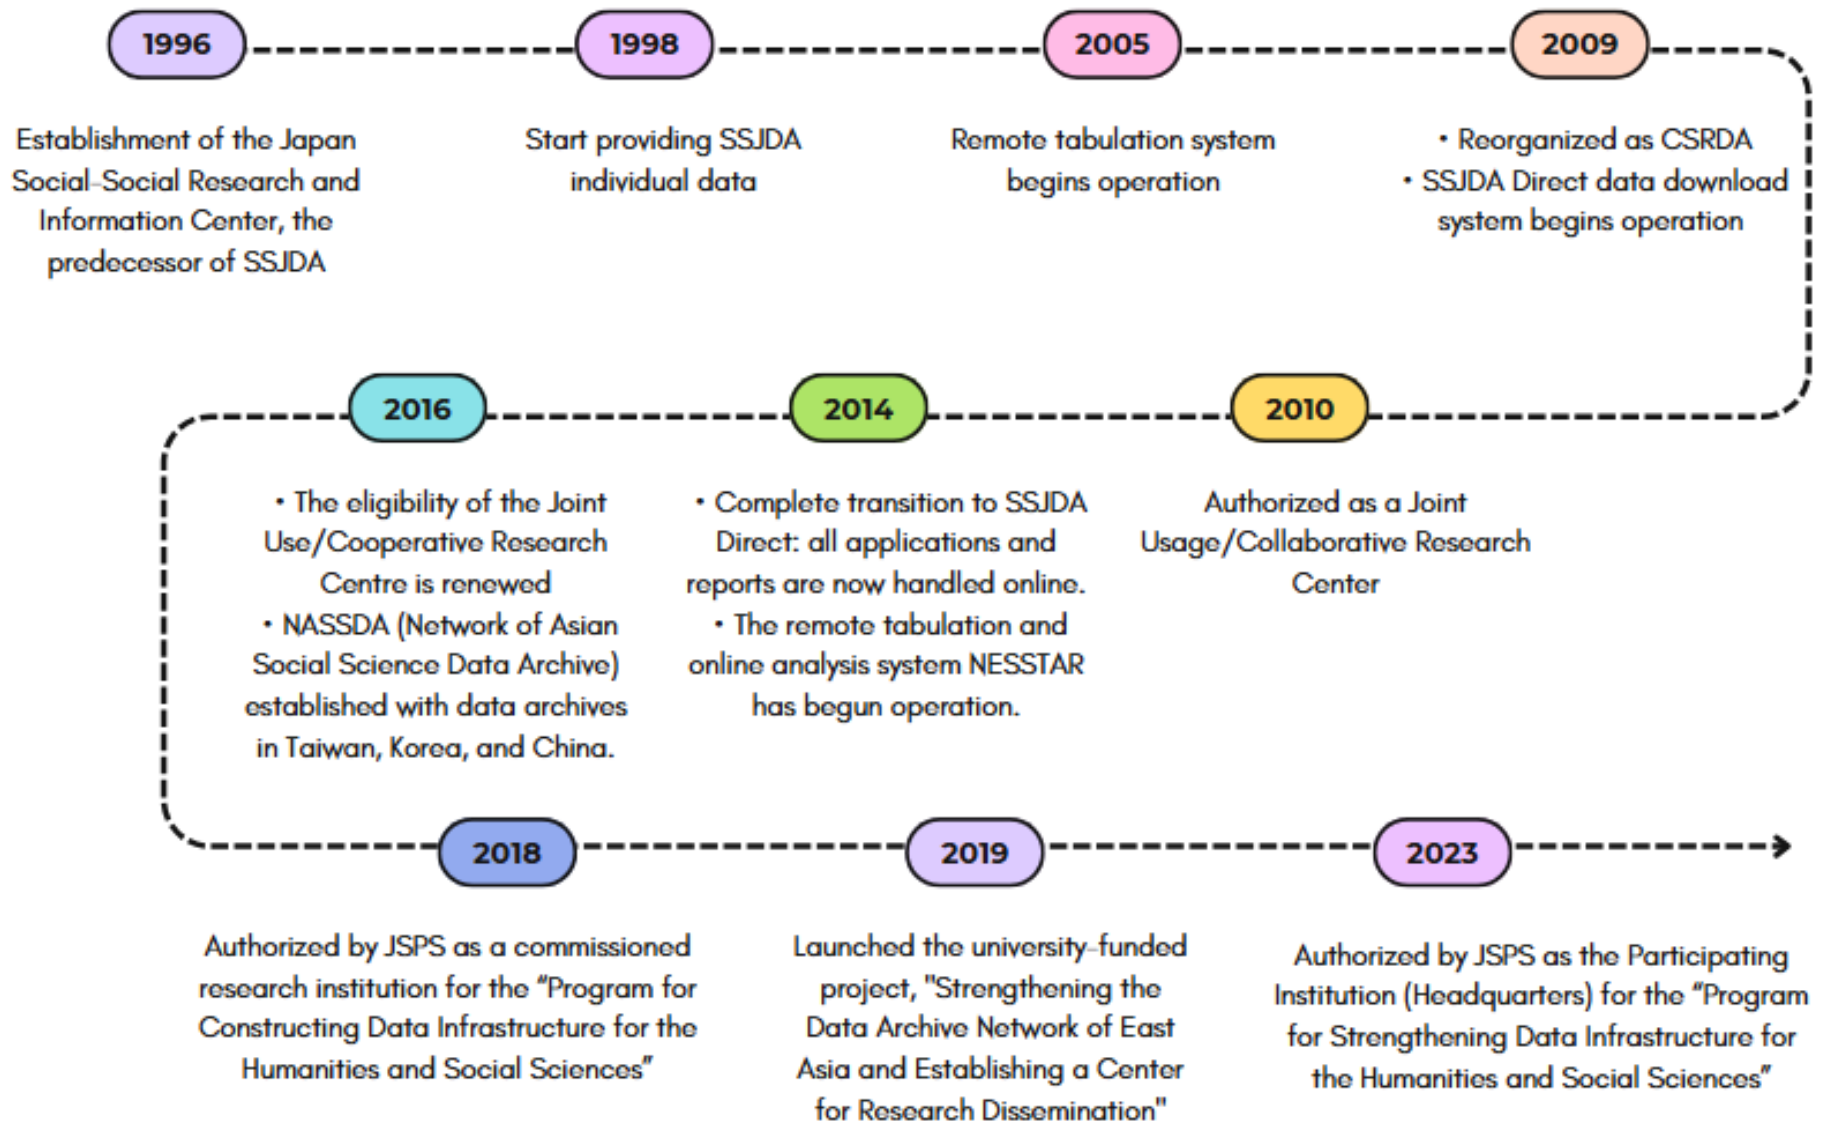 1996
1998
2005
2009
Establishment of the Japan
Social-Social Research and
Information Center, the
predecessor of SSJDA
Start providing SSJDA
individual data
Remote tabulation system
begins operation
• Reorganized as CSRDA
• SSJDA Direct data download
system begins operation
2016
2014
2010
• The eligibility of the Joint
Use/Cooperative Research
Centre is renewed
• NASSDA (Network of Asian
Social Science Data Archive)
established with data archives
in Taiwan, Korea, and China.
• Complete transition to SSJDA
Direct: all applications and
reports are now handled online.
• The remote tabulation and
online analysis system NESSTAR
has begun operation.
Authorized as a Joint
Usage/Collaborative Research
Center
2018
2019
2023
Authorized by JSPS as a commissioned
research institution for the “Program for
Constructing Data Infrastructure for the
Humanities and Social Sciences”
Launched the university-funded
project, "Strengthening the
Data Archive Network of East
Asia and Establishing a Center
for Research Dissemination"
Authorized by JSPS as the Participating
Institution (Headquarters) for the “Program
for Strengthening Data Infrastructure for
the Humanities and Social Sciences”